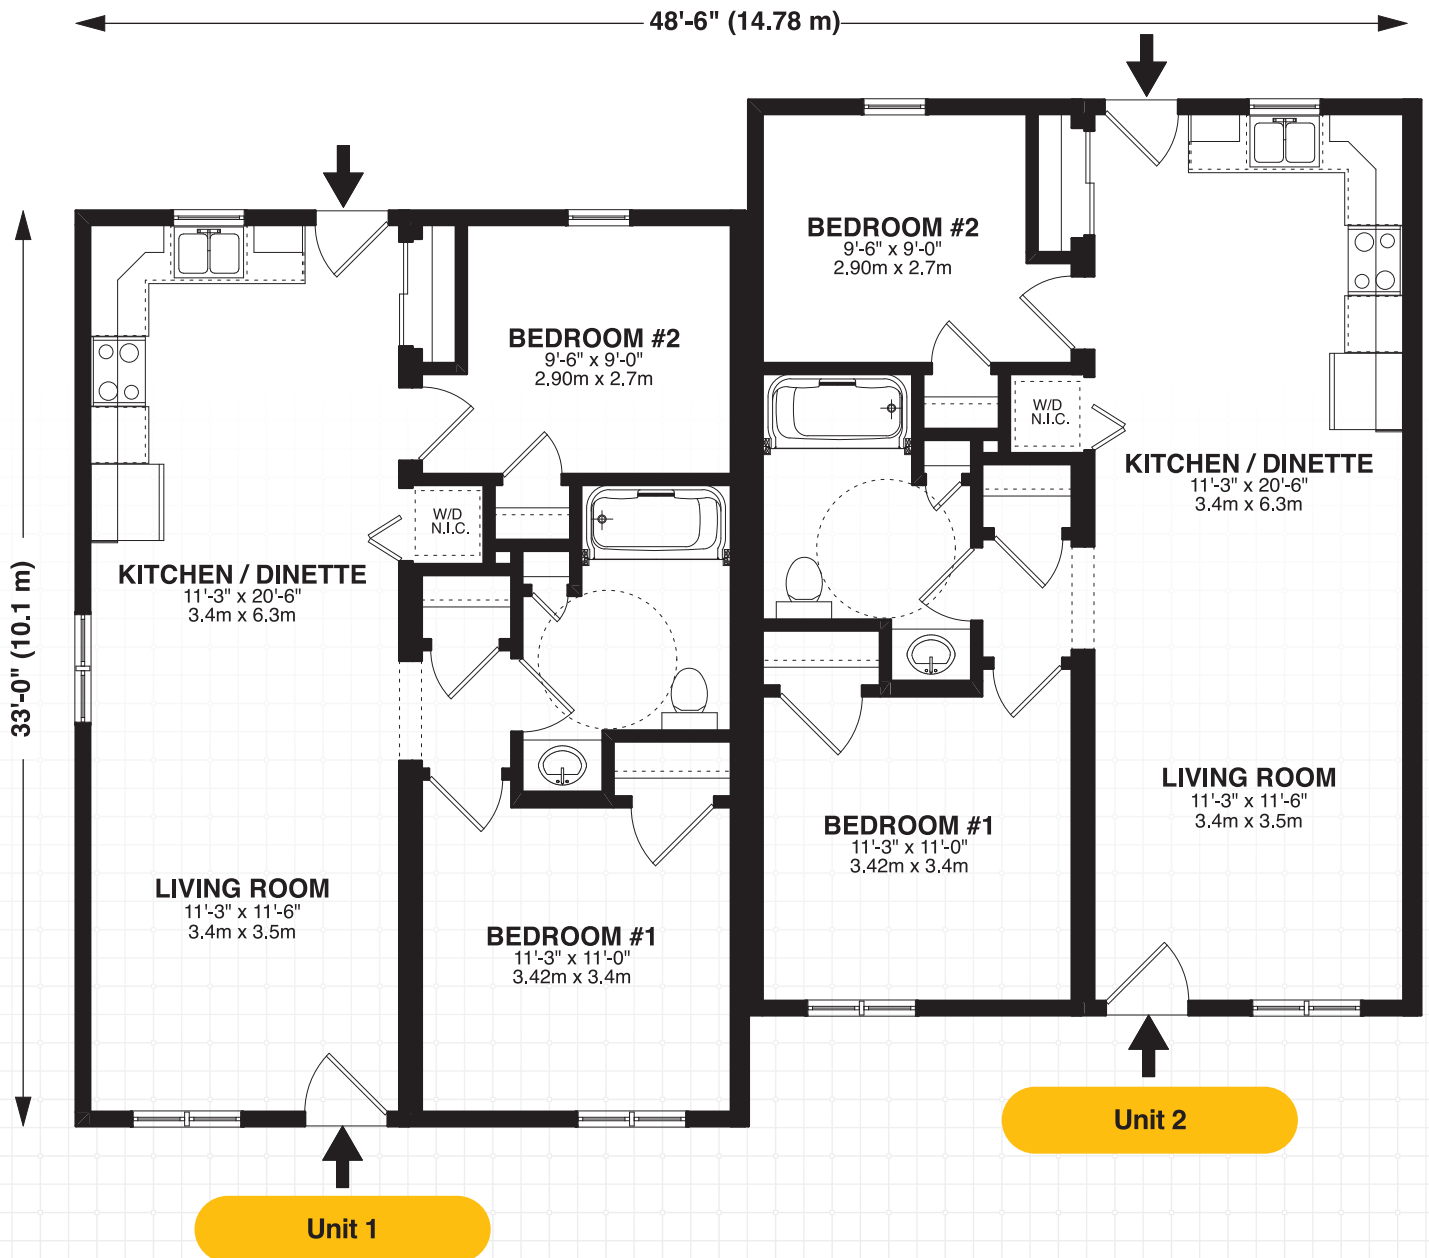 48'-6" (14.78 m)
33'-0" (10.1 m)
BEDROOM #2
9'-6" x 9'-0"
2.90m x 2.7m
W/D
N.I.C.
KITCHEN / DINETTE
11'-3" x 20'-6"
3.4m x 6.3m
LIVING ROOM
11'-3" x 11'-6"
3.4m x 3.5m
BEDROOM #1
11'-3" x 11'-0"
3.42m x 3.4m
Unit 1
BEDROOM #2
9'-6" x 9'-0"
2.90m x 2.7m
W/D
N.I.C.
KITCHEN / DINETTE
11'-3" x 20'-6"
3.4m x 6.3m
LIVING ROOM
11'-3" x 11'-6"
3.4m x 3.5m
BEDROOM #1
11'-3" x 11'-0"
3.42m x 3.4m
Unit 2